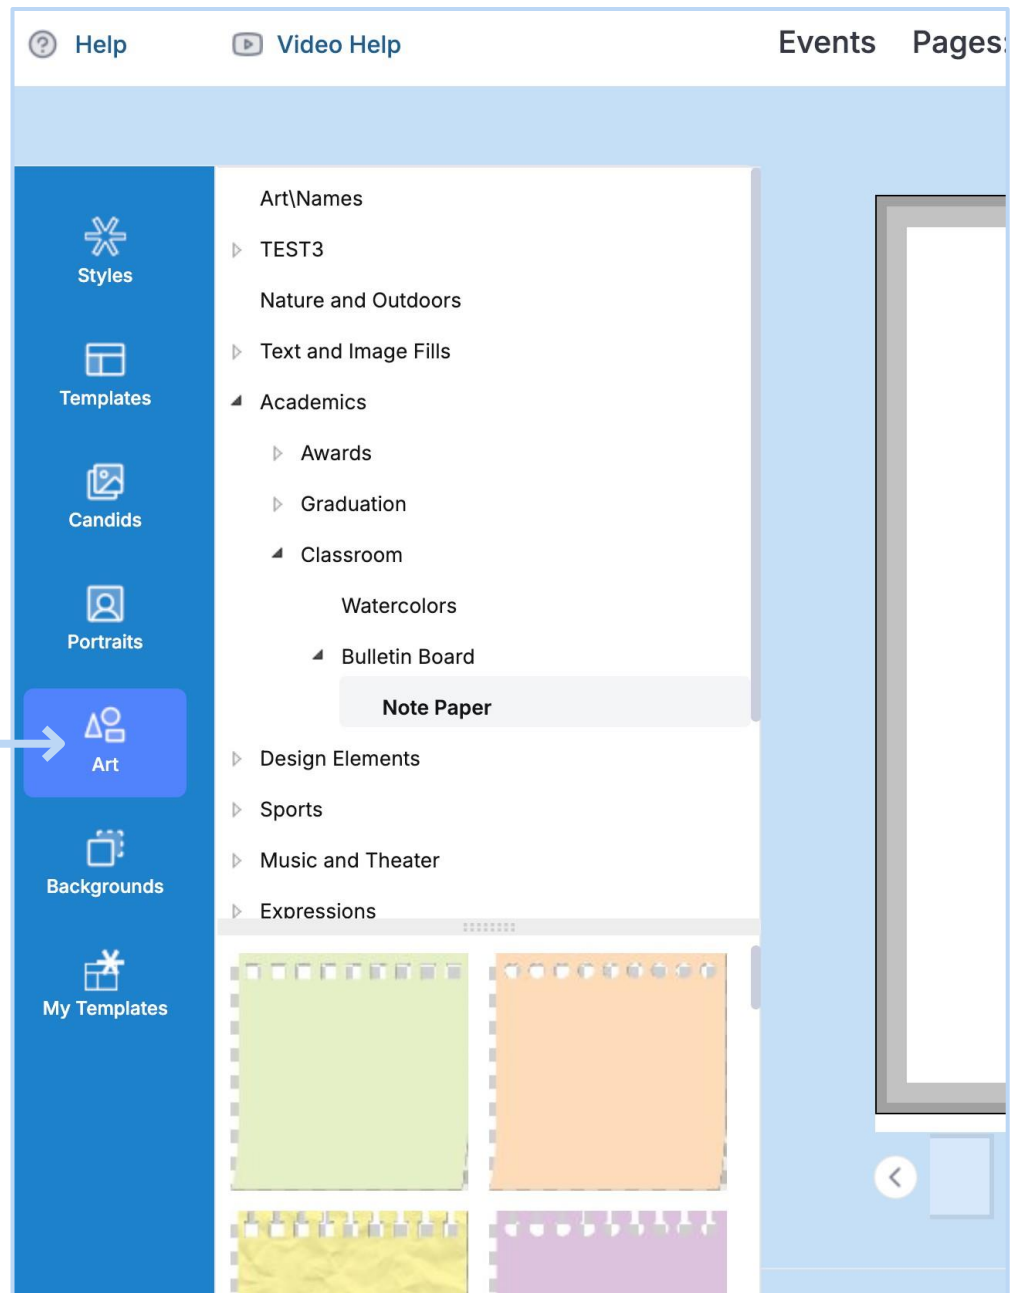 Help
Video Help
Events
Pages:
Styles
Templates
Candids
Portraits
Art
Backgrounds
My Templates
Art\Names
TEST3
Nature and Outdoors
Text and Image Fills
Academics
Awards
Graduation
Classroom
Watercolors
Bulletin Board
Note Paper
Design Elements
Sports
Music and Theater
Expressions